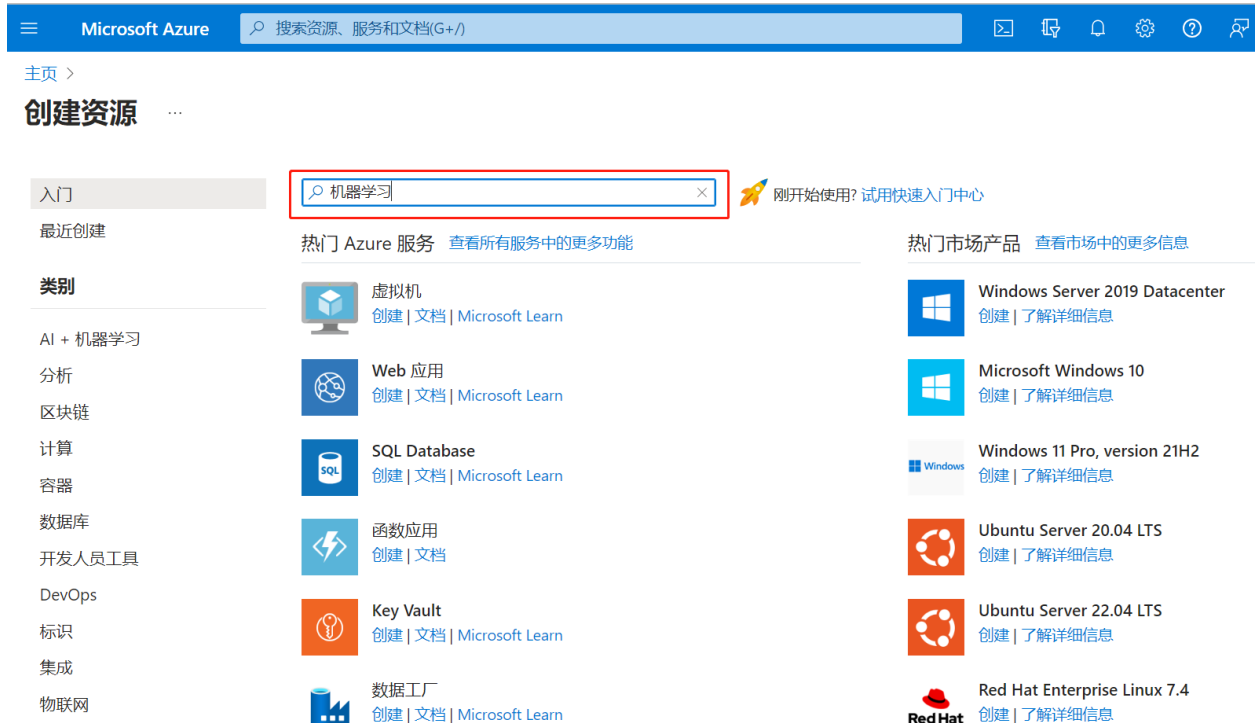 Microsoft Azure
搜索资源、服务和文档(G+/)
主页 >
创建资源 ...
入门
最近创建
类别
AI + 机器学习
分析
区块链
计算
容器
数据库
开发人员工具
DevOps
标识
集成
物联网
机器学习
刚开始使用? 试用快速入门中心
热门 Azure 服务 查看所有服务中的更多功能
虚拟机
创建 | 文档 | Microsoft Learn
Web 应用
创建 | 文档 | Microsoft Learn
SQL
SQL Database
创建 | 文档 | Microsoft Learn
函数应用
创建 | 文档
Key Vault
创建 | 文档 | Microsoft Learn
数据工厂
创建 | 文档 | Microsoft Learn
热门市场产品 查看市场中的更多信息
Windows Server 2019 Datacenter
创建 | 了解详细信息
Microsoft Windows 10
创建 | 了解详细信息
Windows
Windows 11 Pro, version 21H2
创建 | 了解详细信息
Ubuntu Server 20.04 LTS
创建 | 了解详细信息
Ubuntu Server 22.04 LTS
创建 | 了解详细信息
Red Hat
Red Hat Enterprise Linux 7.4
创建 | 了解详细信息